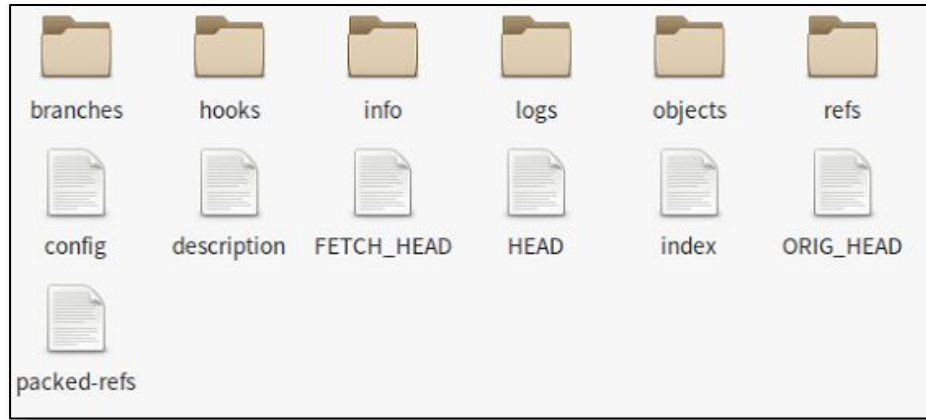 branches hooks info logs objects refs
config description FETCH_HEAD HEAD index ORIG_HEAD
packed-refs